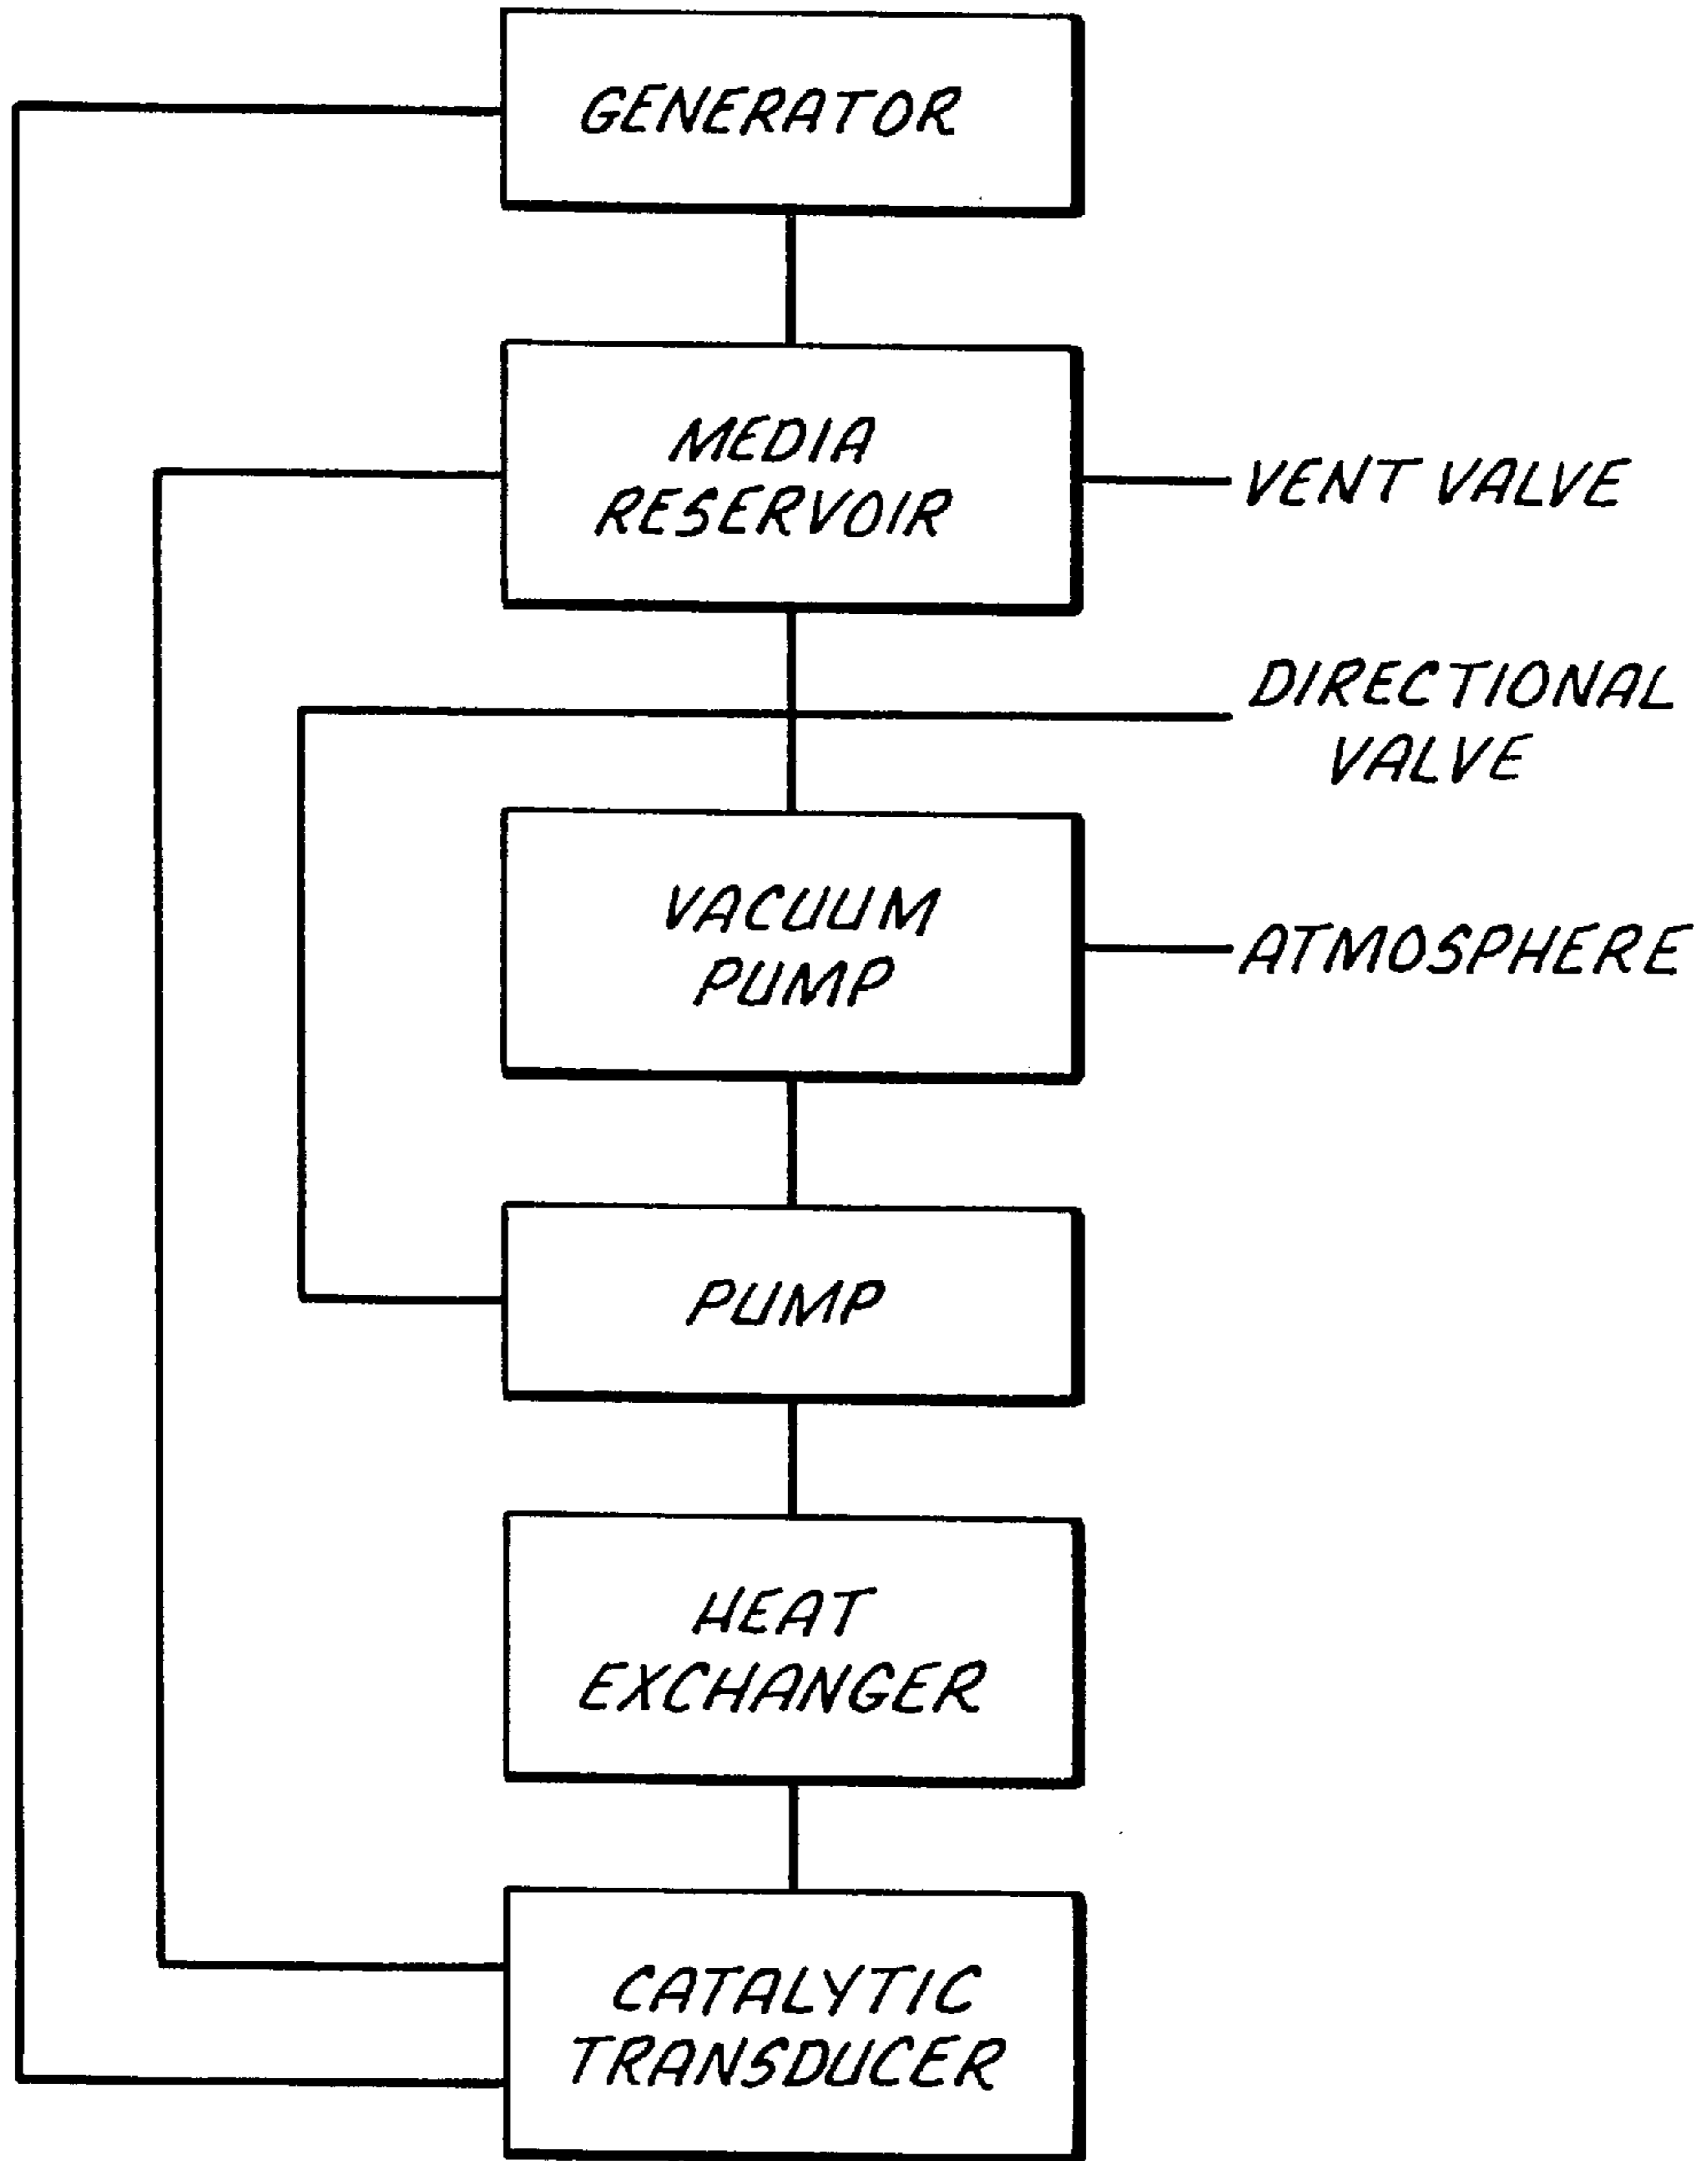 GENERATOR
MEDIA
RESERVOIR
VENT VALVE
DIRECTIONAL
VALVE
VACUUM
PUMP
ATMOSPHERE
PUMP
HEAT
EXCHANGER
CATALYTIC
TRANSDUCER